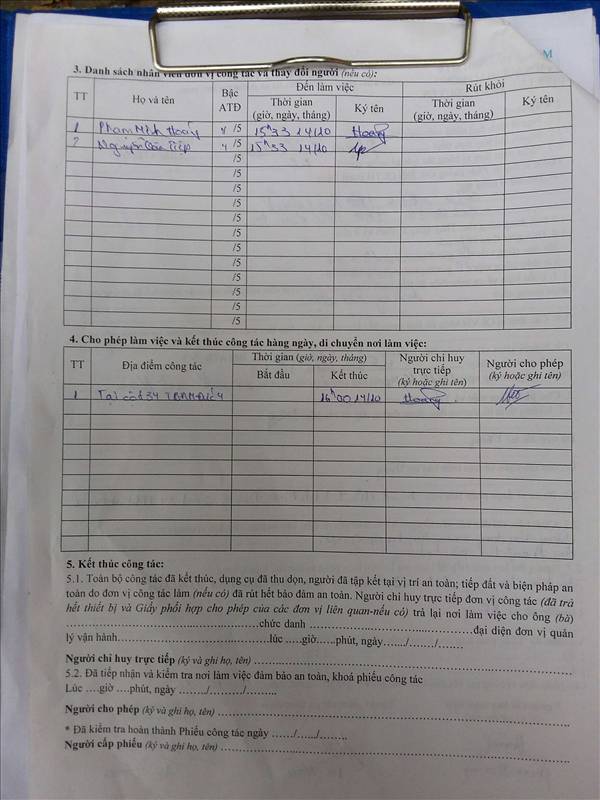 M
3. Danh sách nhân viên đơn vị công tác và thay đổi người (nếu có):
TT Họ và tên Bậc ATĐ Đến làm việc Rút khỏi
Thời gian (giờ, ngày, tháng) Ký tên Thời gian (giờ, ngày, tháng) Ký tên
1 Phạm Minh Hoàng 4 /5 15h33 14/10 Hoàng
2 Nguyễn Văn Tiệp 4 /5 15h33 14/10
/5
/5
/5
/5
/5
/5
/5
/5
/5
/5
/5
/5
4. Cho phép làm việc và kết thúc công tác hàng ngày, di chuyển nơi làm việc:
TT Địa điểm công tác Thời gian (giờ, ngày, tháng) Người chỉ huy trực tiếp (ký hoặc ghi tên) Người cho phép (ký hoặc ghi tên)
Bắt đầu Kết thúc
1 Tại cột 34 16h00 14/10 Hoàng
5. Kết thúc công tác:
5.1. Toàn bộ công tác đã kết thúc, dụng cụ đã thu dọn, người đã tập kết tại vị trí an toàn; tiếp đất và biện pháp an
toàn do đơn vị công tác làm (nếu có) đã rút hết bảo đảm an toàn. Người chỉ huy trực tiếp đơn vị công tác (đã trả
hết thiết bị và Giấy phối hợp cho phép của các đơn vị liên quan-nếu có) trả lại nơi làm việc cho ông (bà)
……………………………chức danh ………………………………đại diện đơn vị quản
lý vận hành……………………………lúc …..giờ…..phút, ngày……./……../…….
Người chỉ huy trực tiếp (ký và ghi họ, tên) ……………………………………
5.2. Đã tiếp nhận và kiểm tra nơi làm việc đảm bảo an toàn, khoá phiếu công tác
Lúc ….giờ ….phút, ngày ……../………./………
Người cho phép (ký và ghi họ, tên) ……………………………………
* Đã kiểm tra hoàn thành Phiếu công tác ngày ……/……/……..
Người cấp phiếu (ký và ghi họ, tên) ……………………………………